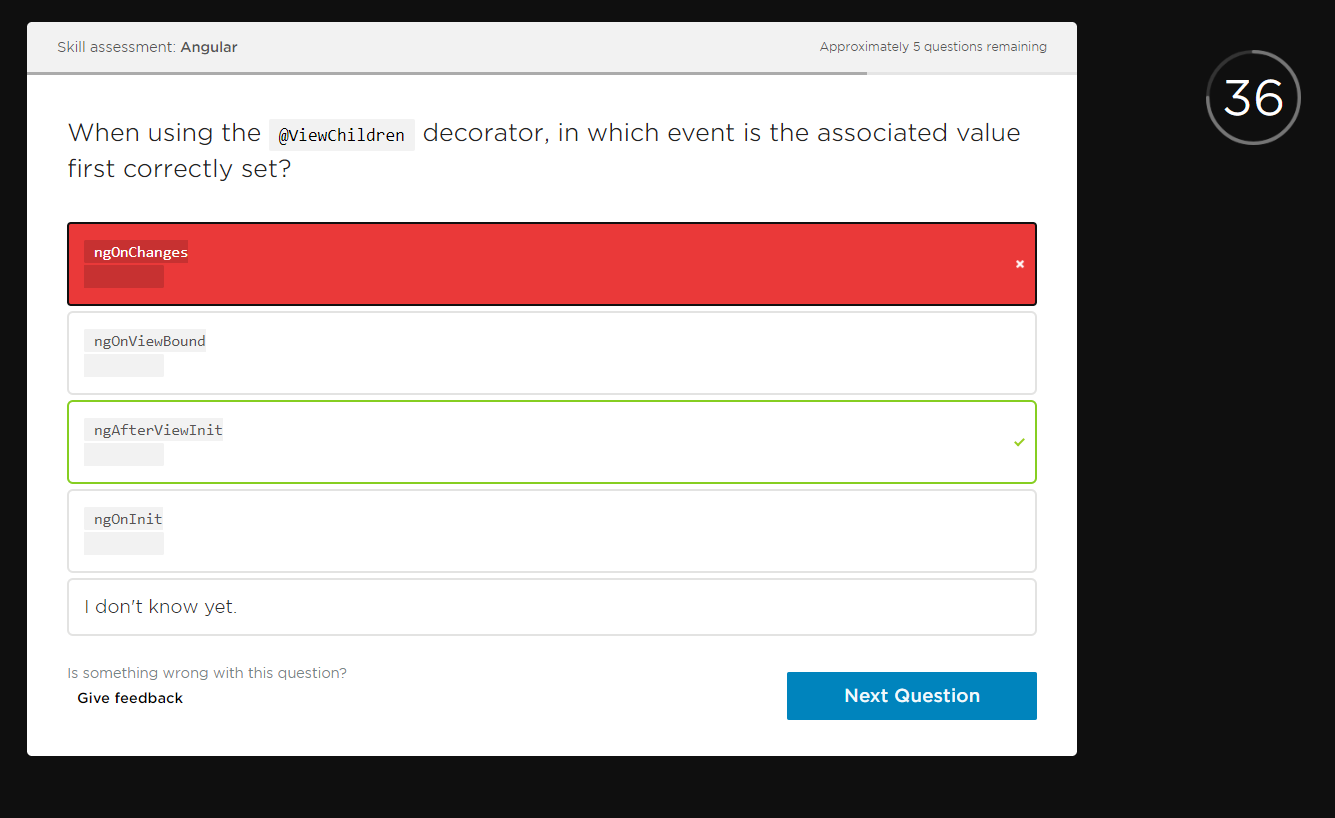 Skill assessment: Angular
Approximately 5 questions remaining
36
When using the @ViewChildren decorator, in which event is the associated value
first correctly set?
ngOnChanges
ngOnViewBound
ngAfterViewInit
ngOnInit
I don't know yet.
Is something wrong with this question?
Give feedback
Next Question